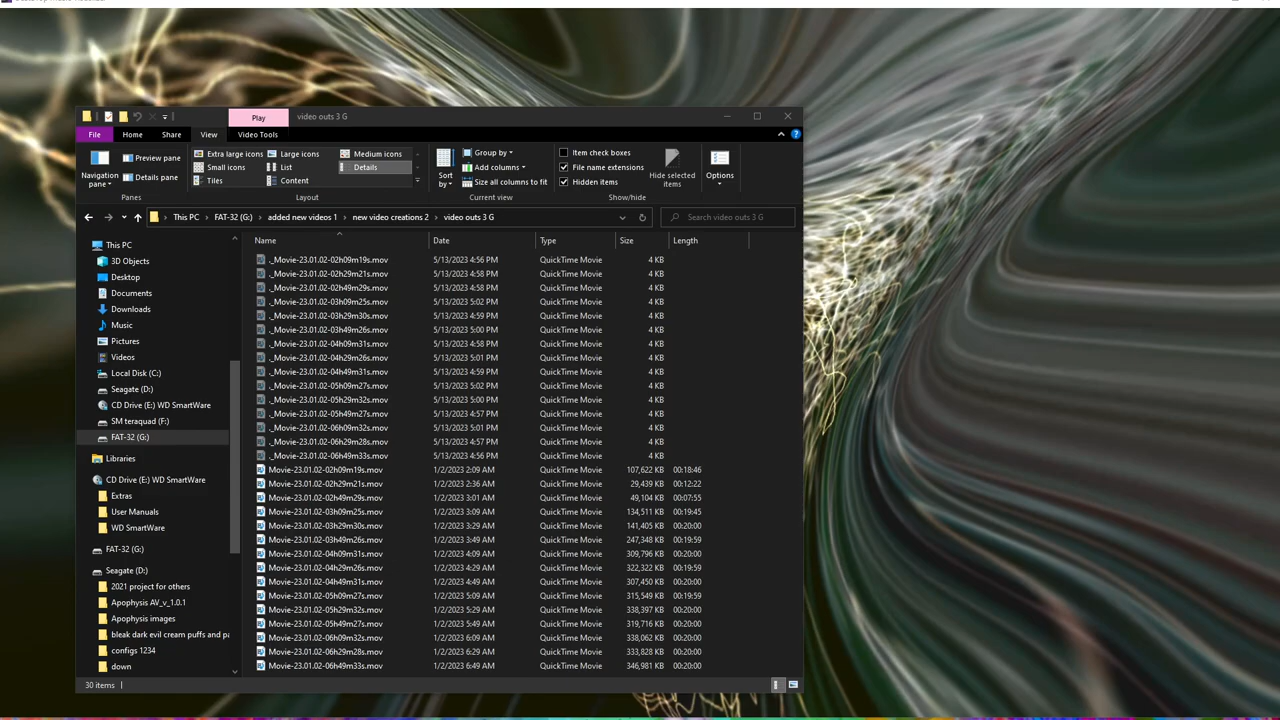 Play
video outs 3 G
File
Home
Share
View
Video Tools
Navigation pane
Preview pane
Details pane
Panes
Extra large icons
Large icons
Medium icons
Small icons
List
Details
Tiles
Content
Layout
Sort by
Group by
Add columns
Size all columns to fit
Current view
Item check boxes
File name extensions
Hidden items
Hide selected items
Show/hide
Options
This PC > FAT-32 (G:) > added new videos 1 > new video creations 2 > video outs 3 G
Search video outs 3 G
This PC
3D Objects
Desktop
Documents
Downloads
Music
Pictures
Videos
Local Disk (C:)
Seagate (D:)
CD Drive (E:) WD SmartWare
SM teraquad (F:)
FAT-32 (G:)
Libraries
CD Drive (E:) WD SmartWare
Extras
User Manuals
WD SmartWare
FAT-32 (G:)
Seagate (D:)
2021 project for others
Apophysis AV_v_1.0.1
Apophysis images
bleak dark evil cream puffs and pa
configs 1234
down
Name Date Type Size Length
._Movie-23.01.02-02h09m19s.mov 5/13/2023 4:56 PM QuickTime Movie 4 KB
._Movie-23.01.02-02h29m21s.mov 5/13/2023 4:58 PM QuickTime Movie 4 KB
._Movie-23.01.02-02h49m29s.mov 5/13/2023 4:58 PM QuickTime Movie 4 KB
._Movie-23.01.02-03h09m25s.mov 5/13/2023 5:02 PM QuickTime Movie 4 KB
._Movie-23.01.02-03h29m30s.mov 5/13/2023 4:59 PM QuickTime Movie 4 KB
._Movie-23.01.02-03h49m26s.mov 5/13/2023 5:00 PM QuickTime Movie 4 KB
._Movie-23.01.02-04h09m31s.mov 5/13/2023 4:58 PM QuickTime Movie 4 KB
._Movie-23.01.02-04h29m26s.mov 5/13/2023 5:01 PM QuickTime Movie 4 KB
._Movie-23.01.02-04h49m31s.mov 5/13/2023 4:59 PM QuickTime Movie 4 KB
._Movie-23.01.02-05h09m27s.mov 5/13/2023 5:02 PM QuickTime Movie 4 KB
._Movie-23.01.02-05h29m32s.mov 5/13/2023 5:00 PM QuickTime Movie 4 KB
._Movie-23.01.02-05h49m27s.mov 5/13/2023 4:57 PM QuickTime Movie 4 KB
._Movie-23.01.02-06h09m32s.mov 5/13/2023 5:01 PM QuickTime Movie 4 KB
._Movie-23.01.02-06h29m28s.mov 5/13/2023 4:57 PM QuickTime Movie 4 KB
._Movie-23.01.02-06h49m33s.mov 5/13/2023 4:56 PM QuickTime Movie 4 KB
Movie-23.01.02-02h09m19s.mov 1/2/2023 2:09 AM QuickTime Movie 107,622 KB 00:18:46
Movie-23.01.02-02h29m21s.mov 1/2/2023 2:36 AM QuickTime Movie 29,439 KB 00:12:22
Movie-23.01.02-02h49m29s.mov 1/2/2023 3:01 AM QuickTime Movie 49,104 KB 00:07:55
Movie-23.01.02-03h09m25s.mov 1/2/2023 3:09 AM QuickTime Movie 134,511 KB 00:19:45
Movie-23.01.02-03h29m30s.mov 1/2/2023 3:29 AM QuickTime Movie 141,405 KB 00:20:00
Movie-23.01.02-03h49m26s.mov 1/2/2023 3:49 AM QuickTime Movie 247,348 KB 00:19:59
Movie-23.01.02-04h09m31s.mov 1/2/2023 4:09 AM QuickTime Movie 309,796 KB 00:20:00
Movie-23.01.02-04h29m26s.mov 1/2/2023 4:29 AM QuickTime Movie 322,322 KB 00:19:59
Movie-23.01.02-04h49m31s.mov 1/2/2023 4:49 AM QuickTime Movie 307,450 KB 00:20:00
Movie-23.01.02-05h09m27s.mov 1/2/2023 5:09 AM QuickTime Movie 315,549 KB 00:19:59
Movie-23.01.02-05h29m32s.mov 1/2/2023 5:29 AM QuickTime Movie 338,397 KB 00:20:00
Movie-23.01.02-05h49m27s.mov 1/2/2023 5:49 AM QuickTime Movie 319,716 KB 00:20:00
Movie-23.01.02-06h09m32s.mov 1/2/2023 6:09 AM QuickTime Movie 338,062 KB 00:20:00
Movie-23.01.02-06h29m28s.mov 1/2/2023 6:29 AM QuickTime Movie 333,828 KB 00:20:00
Movie-23.01.02-06h49m33s.mov 1/2/2023 6:49 AM QuickTime Movie 346,981 KB 00:20:00
30 items